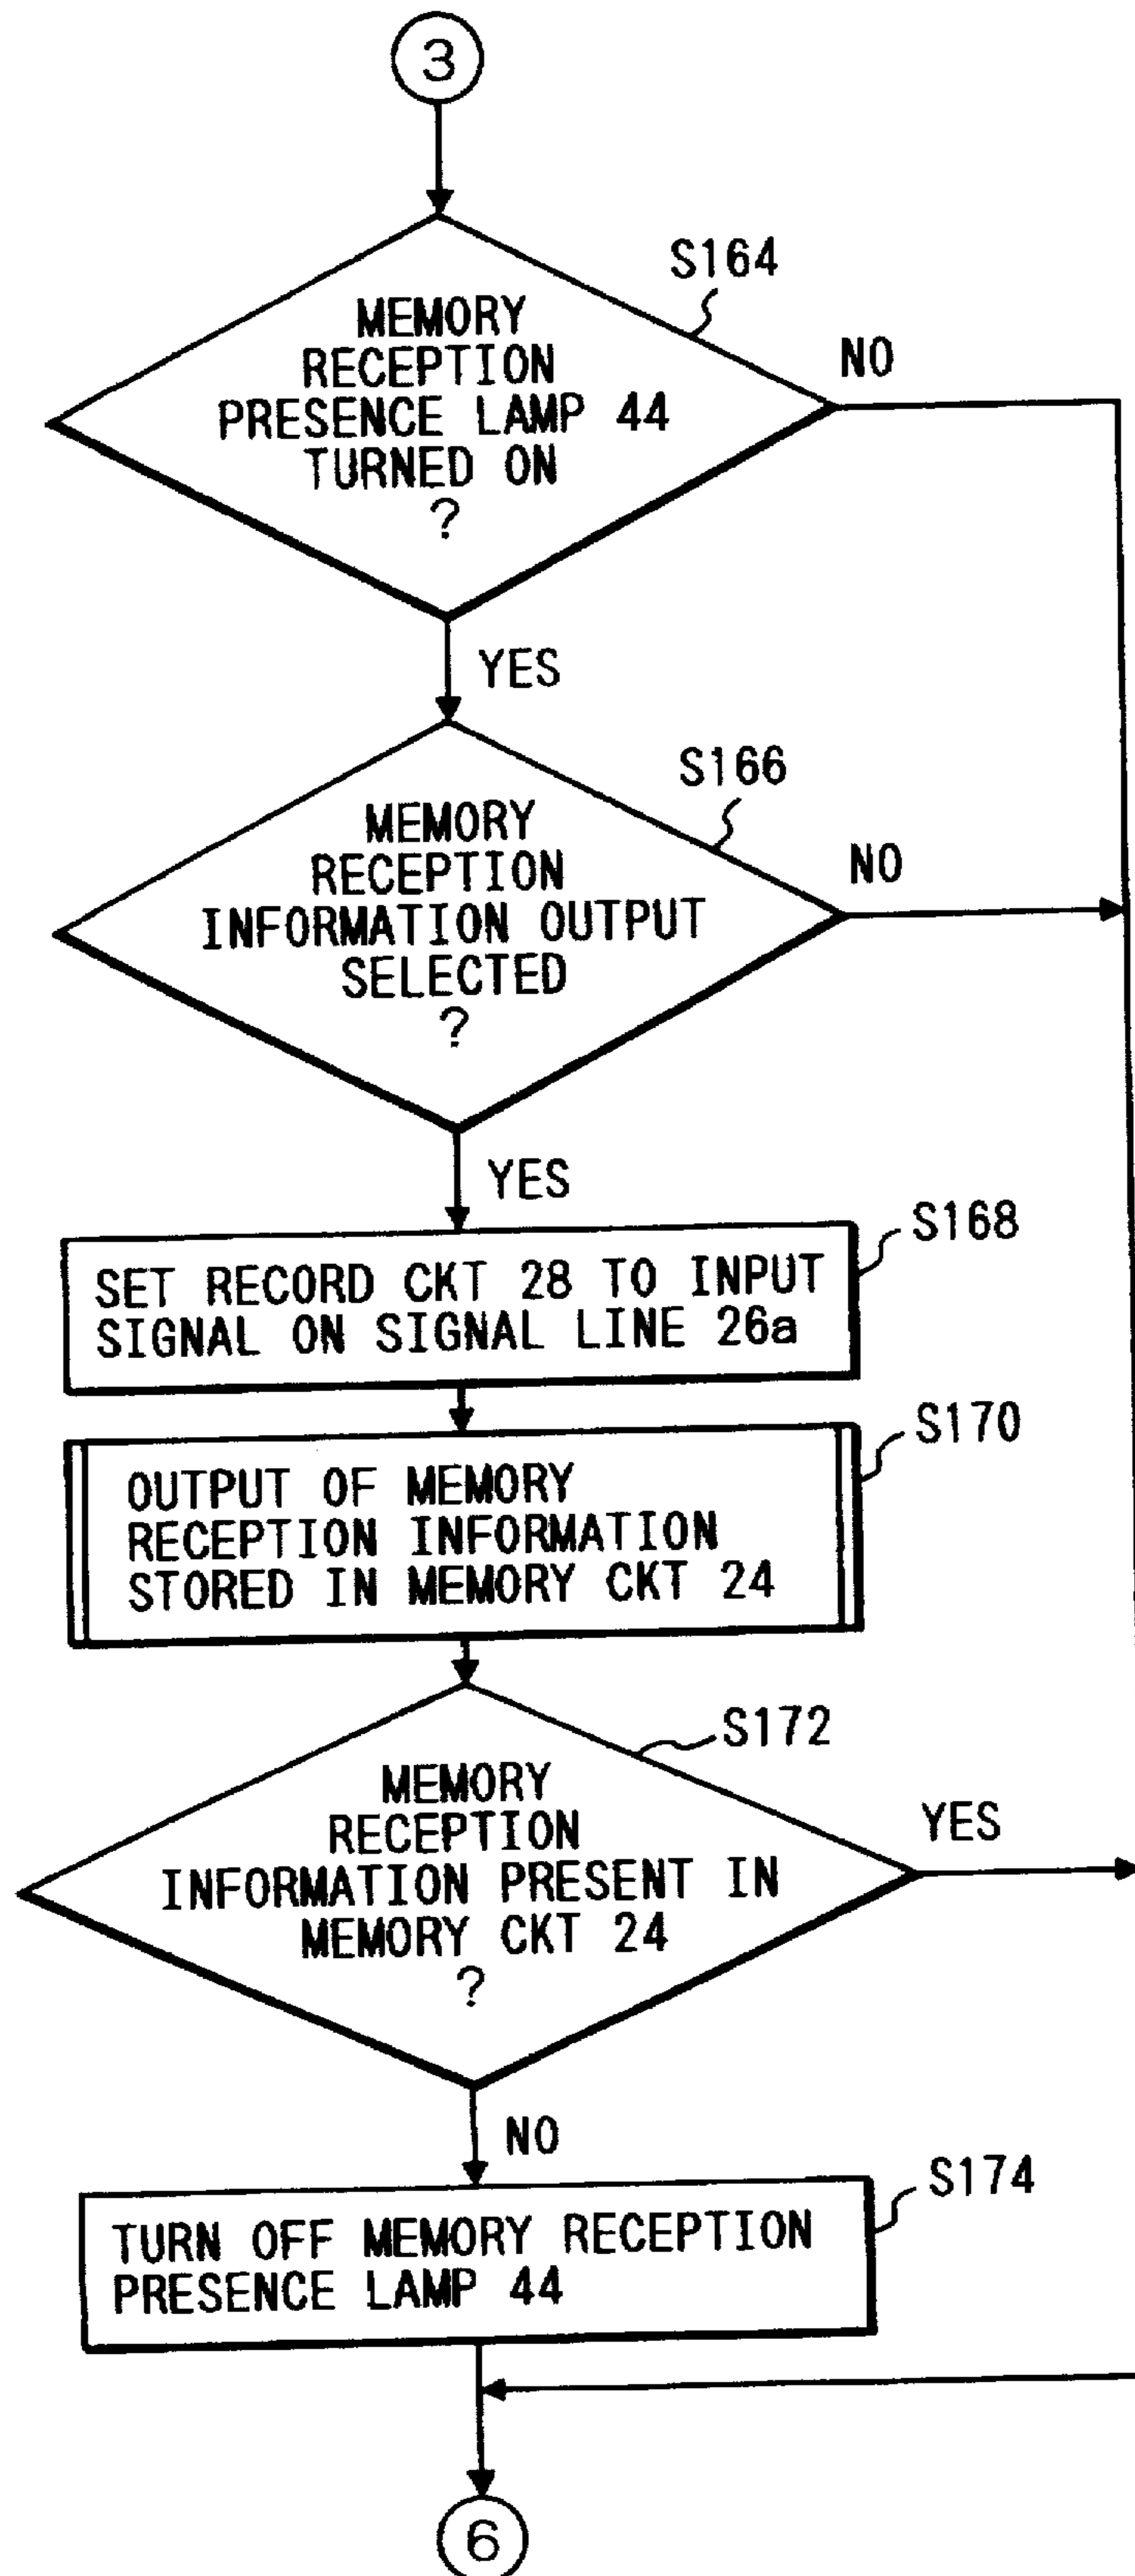 3
S164
MEMORY
RECEPTION
PRESENCE LAMP 44
TURNED ON
?
NO
YES
S166
MEMORY
RECEPTION
INFORMATION OUTPUT
SELECTED
?
NO
YES
S168
SET RECORD CKT 28 TO INPUT
SIGNAL ON SIGNAL LINE 26a
S170
OUTPUT OF MEMORY
RECEPTION INFORMATION
STORED IN MEMORY CKT 24
S172
MEMORY
RECEPTION
INFORMATION PRESENT IN
MEMORY CKT 24
?
YES
NO
S174
TURN OFF MEMORY RECEPTION
PRESENCE LAMP 44
6